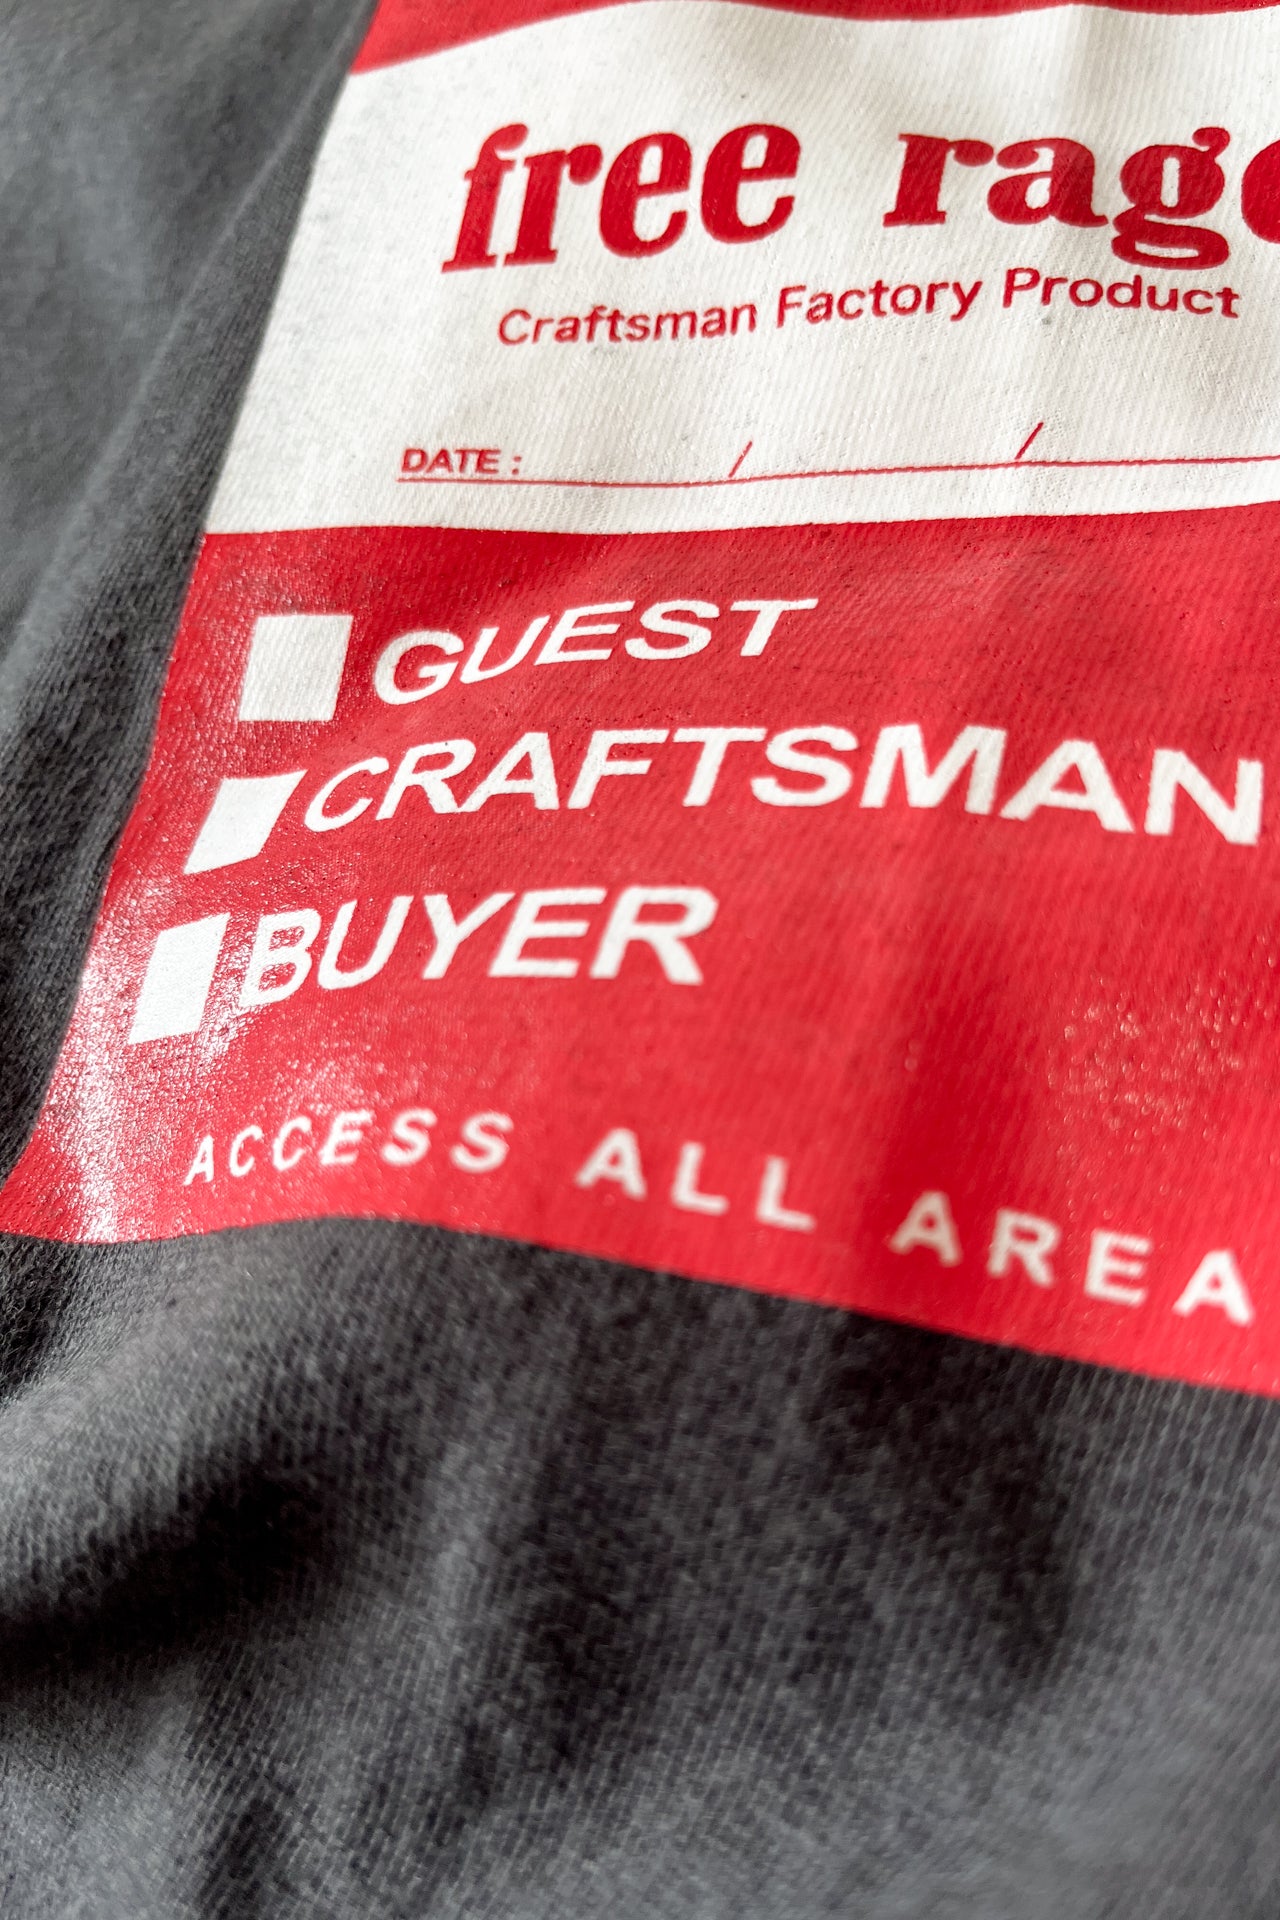 free rage
Craftsman Factory Product
DATE : / /
GUEST
CRAFTSMAN
BUYER
ACCESS ALL AREA